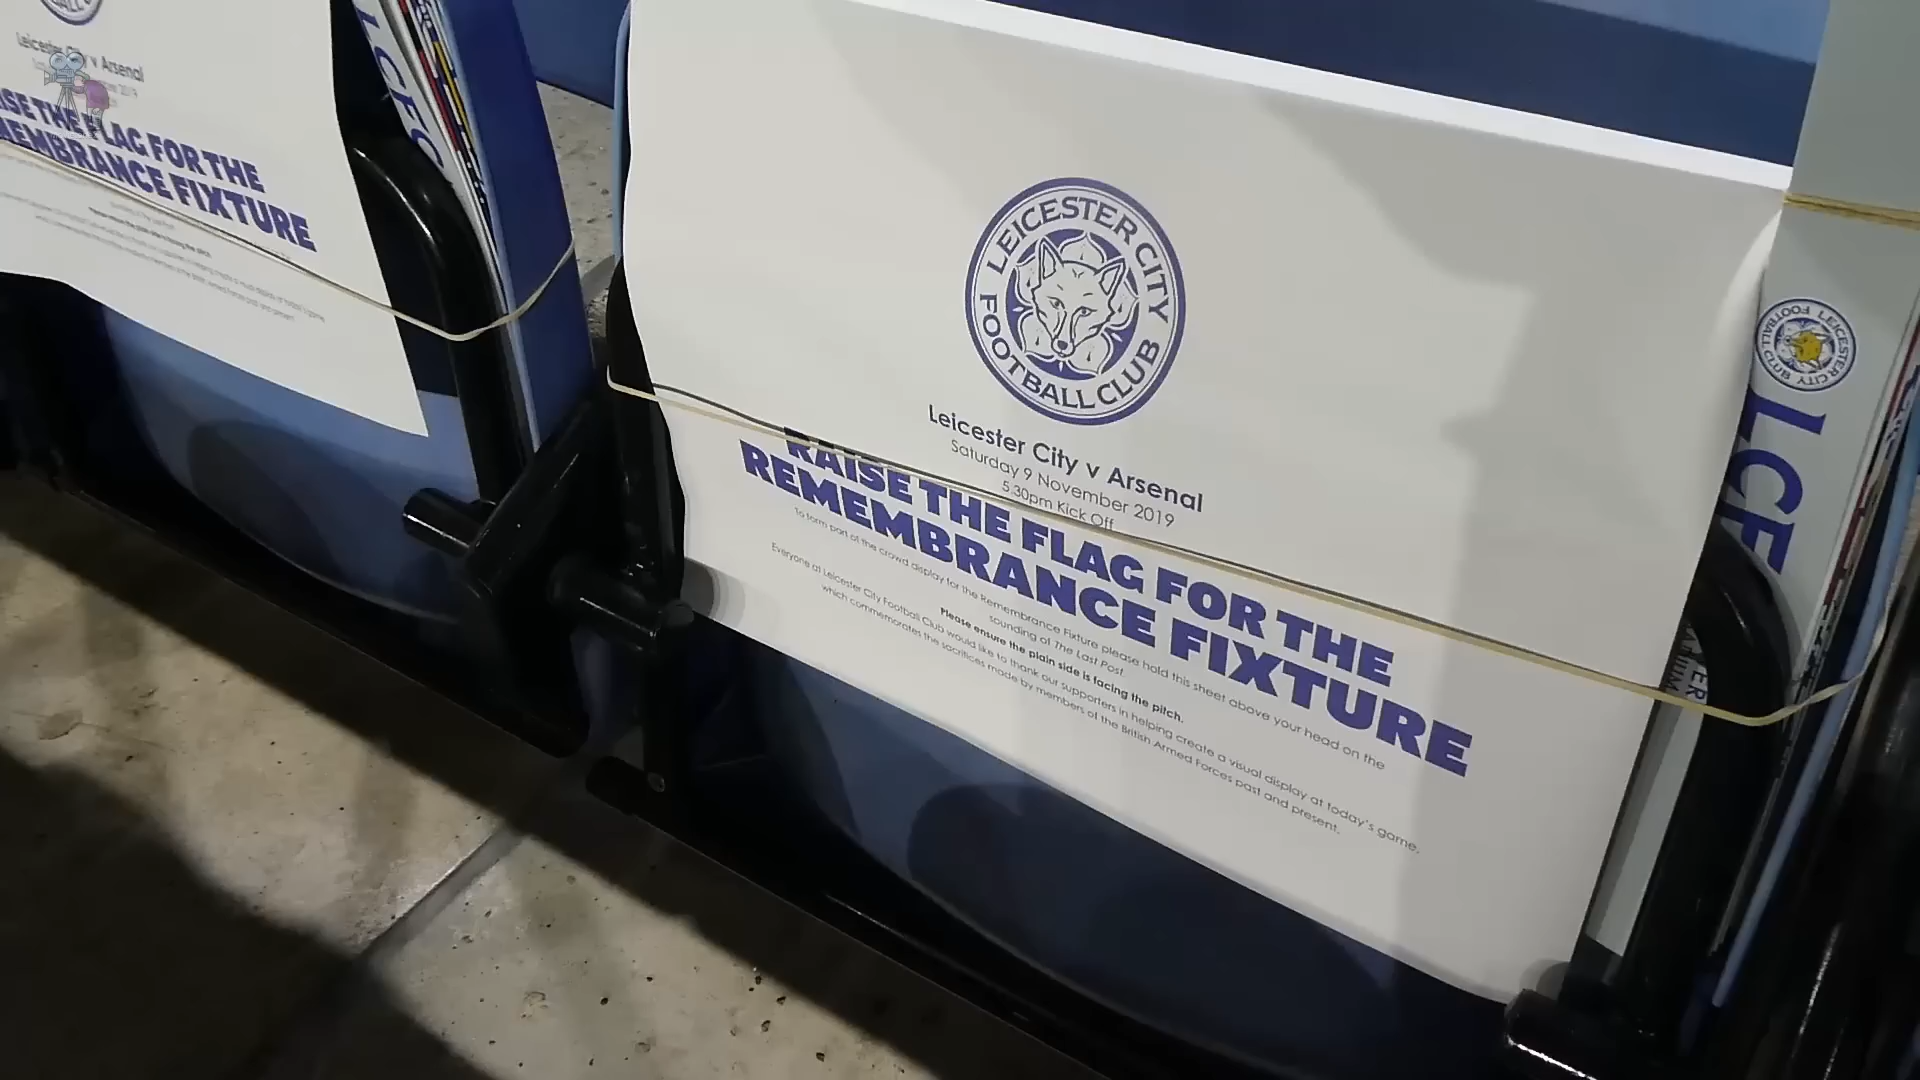 Leicester City v Arsenal
RAISE THE FLAG FOR THE
REMEMBRANCE FIXTURE
LCFC
LEICESTER CITY
FOOTBALL CLUB
Leicester City v Arsenal
Saturday 9 November 2019
5.30pm Kick Off
RAISE THE FLAG FOR THE
REMEMBRANCE FIXTURE
To form part of the crowd display for the Remembrance Fixture please hold this sheet above your head on the
sounding of The Last Post.
Please ensure the plain side is facing the pitch.
Everyone at Leicester City Football Club would like to thank our supporters in helping create a visual display at today's game,
which commemorates the sacrifices made by members of the British Armed Forces past and present.
LEICESTER CITY
FOOTBALL CLUB
LCF